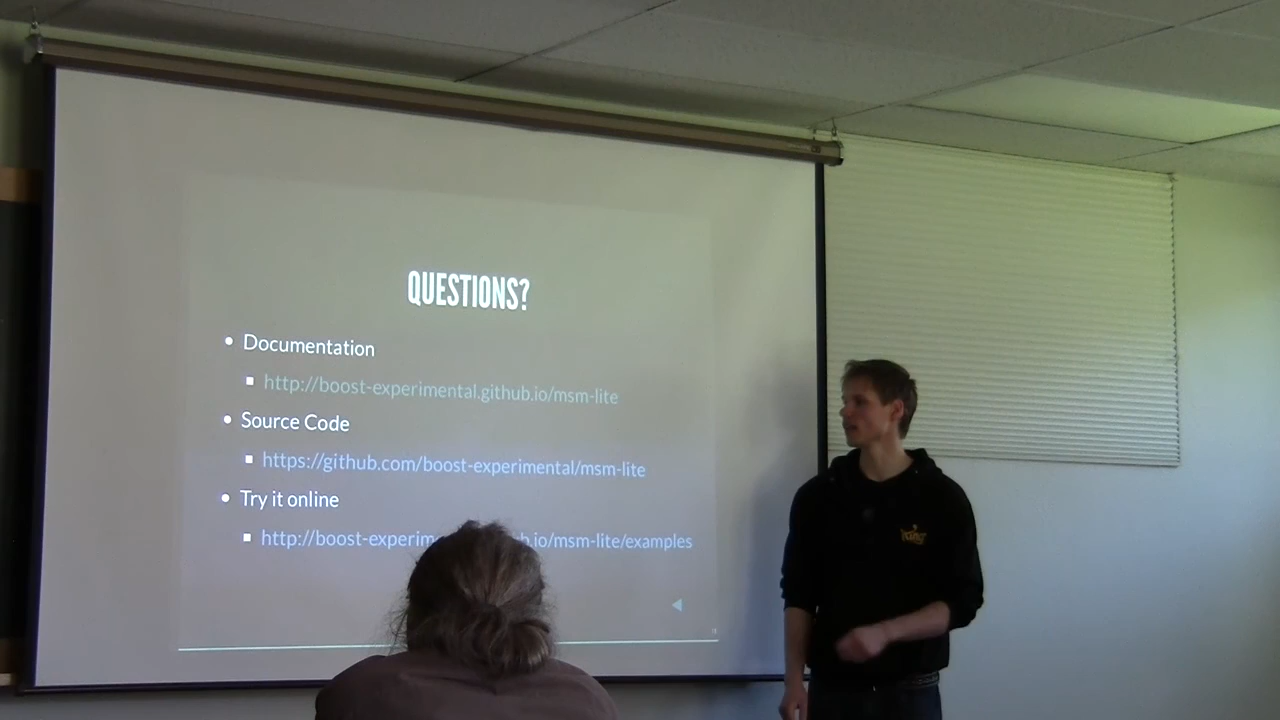 QUESTIONS?
Documentation
http://boost-experimental.github.io/msm-lite
Source Code
https://github.com/boost-experimental/msm-lite
Try it online
http://boost-experim b.io/msm-lite/examples
King